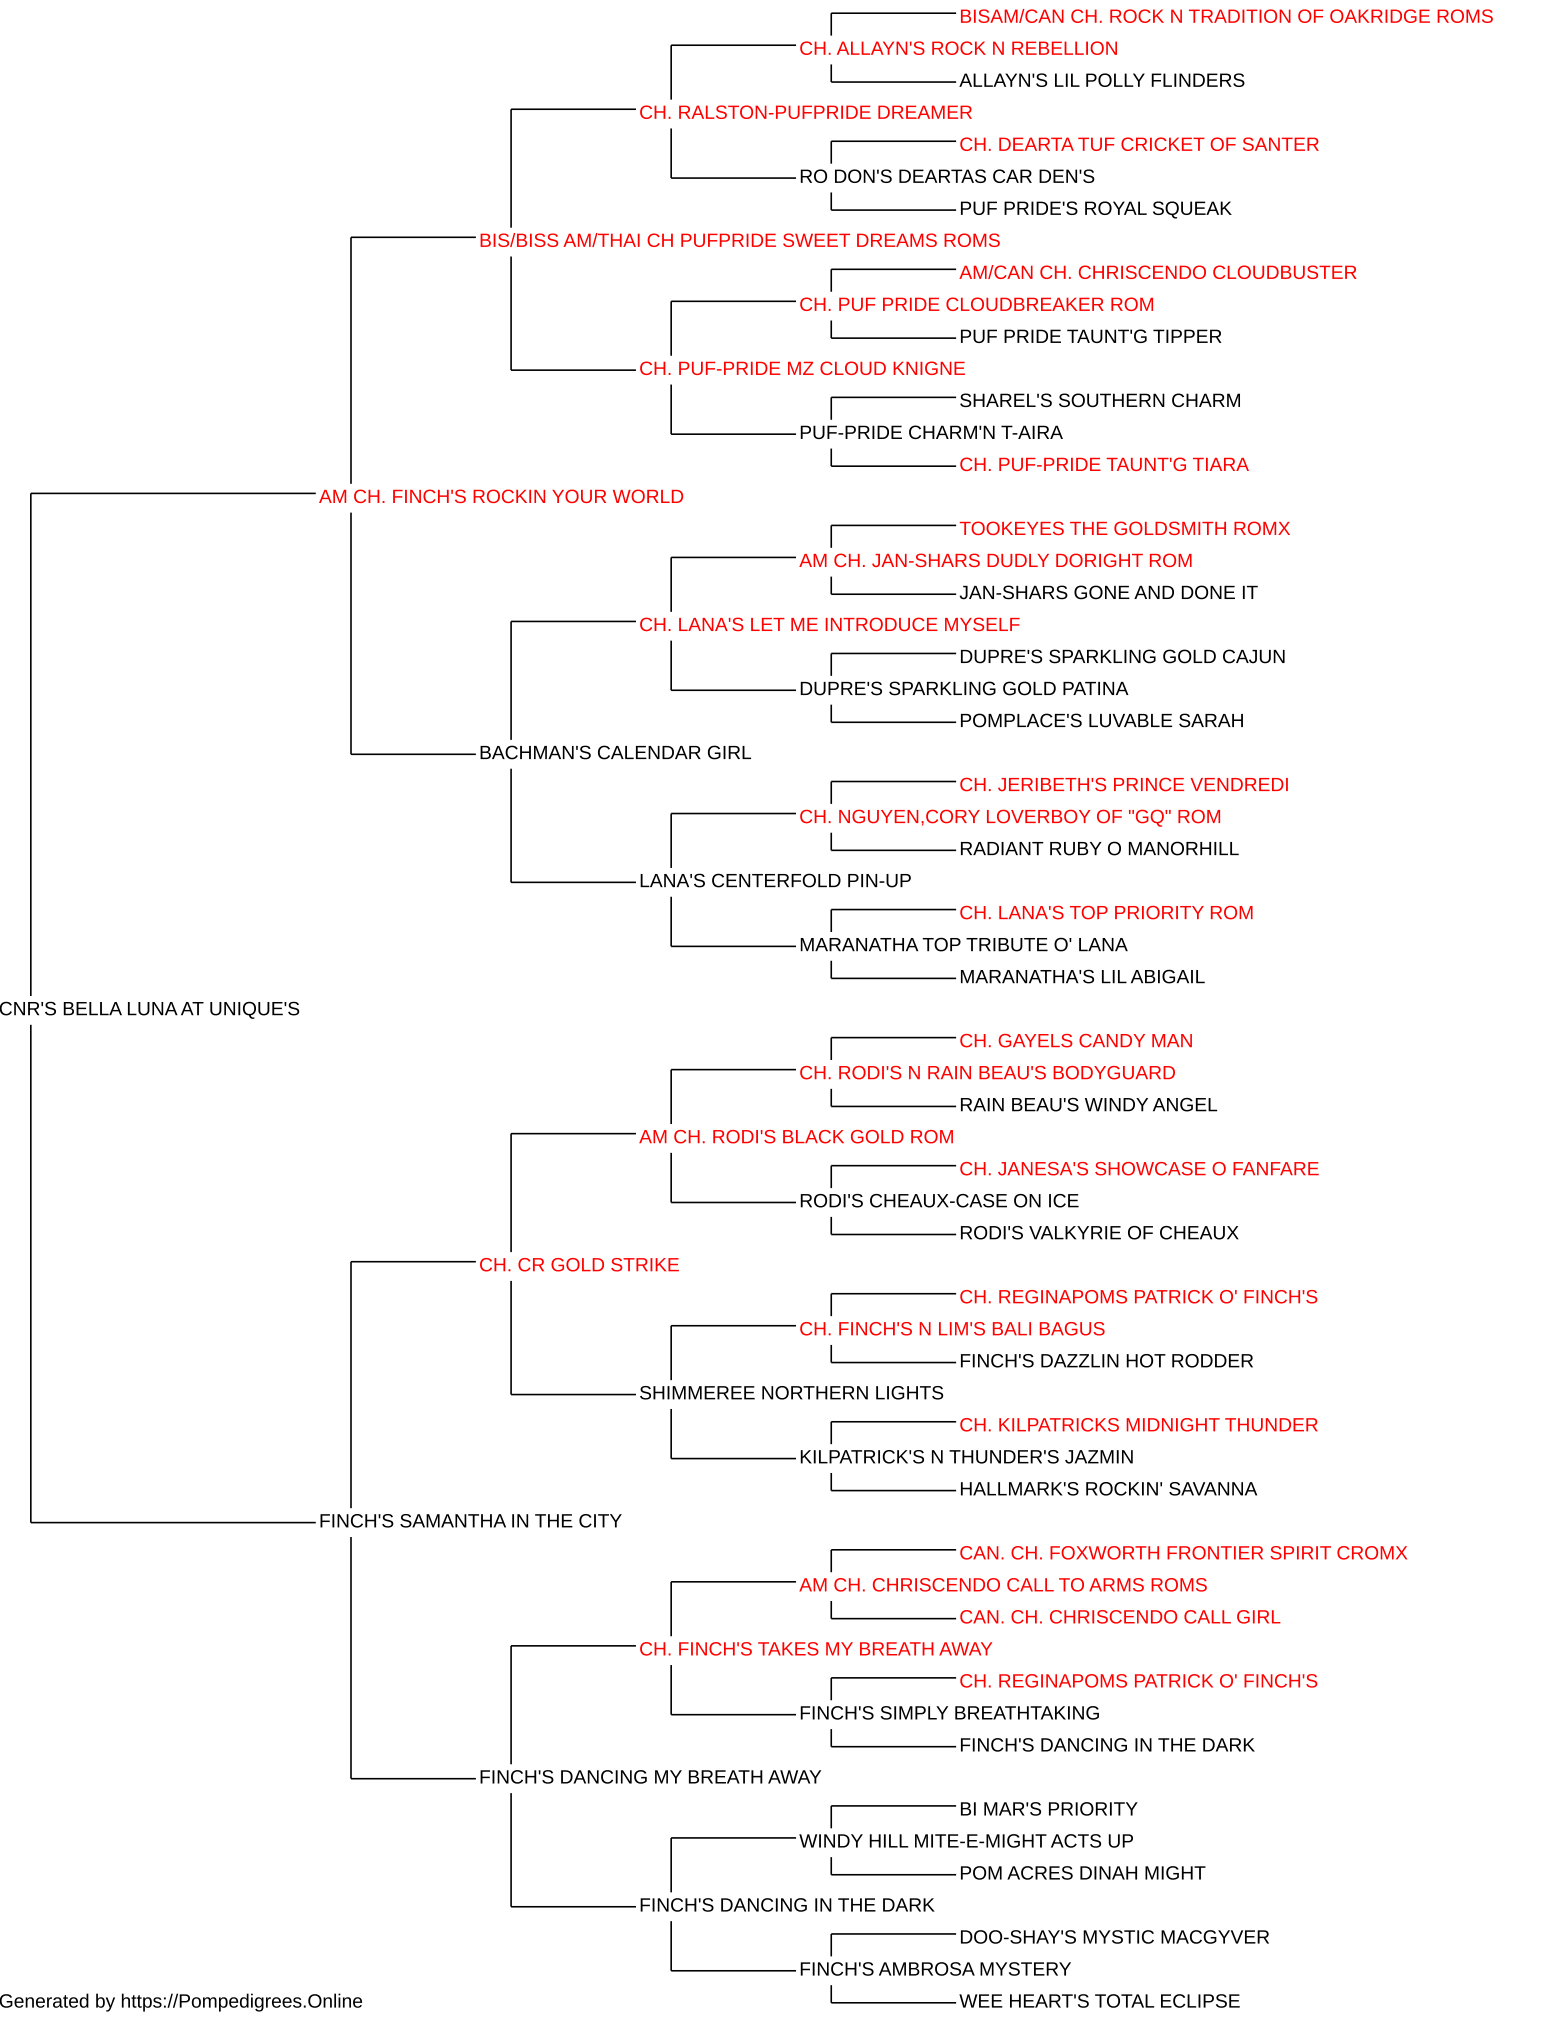 BISAM/CAN CH. ROCK N TRADITION OF OAKRIDGE ROMS
CH. ALLAYN'S ROCK N REBELLION
ALLAYN'S LIL POLLY FLINDERS
CH. RALSTON-PUFPRIDE DREAMER
CH. DEARTA TUF CRICKET OF SANTER
RO DON'S DEARTAS CAR DEN'S
PUF PRIDE'S ROYAL SQUEAK
BIS/BISS AM/THAI CH PUFPRIDE SWEET DREAMS ROMS
AM/CAN CH. CHRISCENDO CLOUDBUSTER
CH. PUF PRIDE CLOUDBREAKER ROM
PUF PRIDE TAUNT'G TIPPER
CH. PUF-PRIDE MZ CLOUD KNIGNE
SHAREL'S SOUTHERN CHARM
PUF-PRIDE CHARM'N T-AIRA
CH. PUF-PRIDE TAUNT'G TIARA
AM CH. FINCH'S ROCKIN YOUR WORLD
TOOKEYES THE GOLDSMITH ROMX
AM CH. JAN-SHARS DUDLY DORIGHT ROM
JAN-SHARS GONE AND DONE IT
CH. LANA'S LET ME INTRODUCE MYSELF
DUPRE'S SPARKLING GOLD CAJUN
DUPRE'S SPARKLING GOLD PATINA
POMPLACE'S LUVABLE SARAH
BACHMAN'S CALENDAR GIRL
CH. JERIBETH'S PRINCE VENDREDI
CH. NGUYEN,CORY LOVERBOY OF "GQ" ROM
RADIANT RUBY O MANORHILL
LANA'S CENTERFOLD PIN-UP
CH. LANA'S TOP PRIORITY ROM
MARANATHA TOP TRIBUTE O' LANA
MARANATHA'S LIL ABIGAIL
CNR'S BELLA LUNA AT UNIQUE'S
CH. GAYELS CANDY MAN
CH. RODI'S N RAIN BEAU'S BODYGUARD
RAIN BEAU'S WINDY ANGEL
AM CH. RODI'S BLACK GOLD ROM
CH. JANESA'S SHOWCASE O FANFARE
RODI'S CHEAUX-CASE ON ICE
RODI'S VALKYRIE OF CHEAUX
CH. CR GOLD STRIKE
CH. REGINAPOMS PATRICK O' FINCH'S
CH. FINCH'S N LIM'S BALI BAGUS
FINCH'S DAZZLIN HOT RODDER
SHIMMEREE NORTHERN LIGHTS
CH. KILPATRICKS MIDNIGHT THUNDER
KILPATRICK'S N THUNDER'S JAZMIN
HALLMARK'S ROCKIN' SAVANNA
FINCH'S SAMANTHA IN THE CITY
CAN. CH. FOXWORTH FRONTIER SPIRIT CROMX
AM CH. CHRISCENDO CALL TO ARMS ROMS
CAN. CH. CHRISCENDO CALL GIRL
CH. FINCH'S TAKES MY BREATH AWAY
CH. REGINAPOMS PATRICK O' FINCH'S
FINCH'S SIMPLY BREATHTAKING
FINCH'S DANCING IN THE DARK
FINCH'S DANCING MY BREATH AWAY
BI MAR'S PRIORITY
WINDY HILL MITE-E-MIGHT ACTS UP
POM ACRES DINAH MIGHT
FINCH'S DANCING IN THE DARK
DOO-SHAY'S MYSTIC MACGYVER
FINCH'S AMBROSA MYSTERY
WEE HEART'S TOTAL ECLIPSE
Generated by https://Pompedigrees.Online